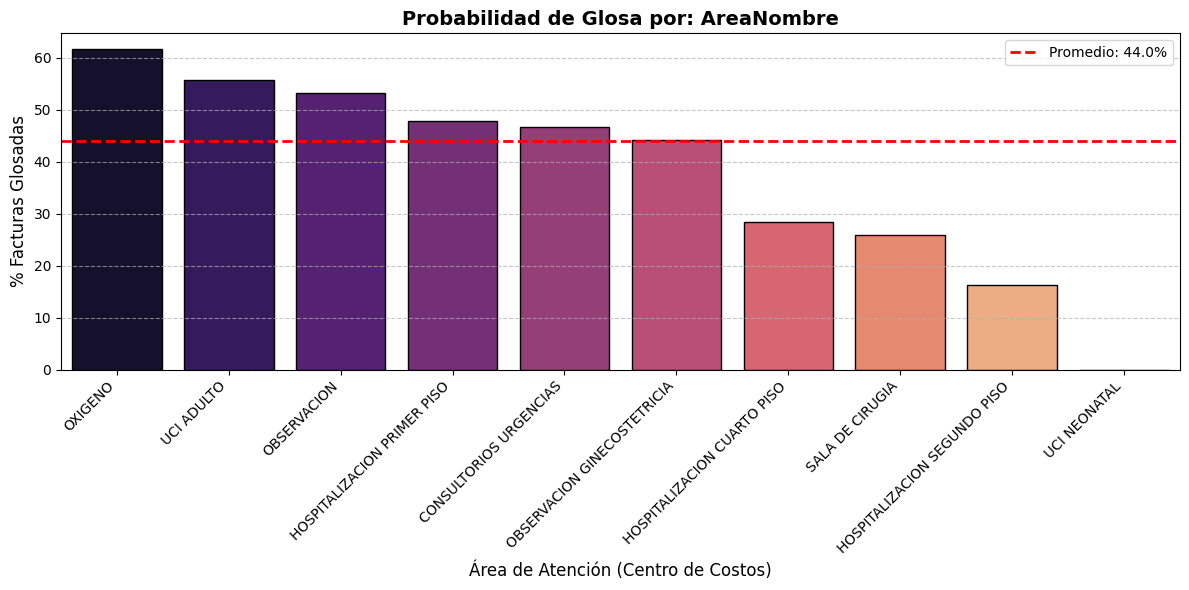 Probabilidad de Glosa por: AreaNombre
Promedio: 44.0%
% Facturas Glosadas
60
50
40
30
20
10
0
OXIGENO
UCI ADULTO
OBSERVACION
HOSPITALIZACION PRIMER PISO
CONSULTORIOS URGENCIAS
OBSERVACION GINECOSTETRICIA
HOSPITALIZACION CUARTO PISO
SALA DE CIRUGIA
HOSPITALIZACION SEGUNDO PISO
UCI NEONATAL
Área de Atención (Centro de Costos)